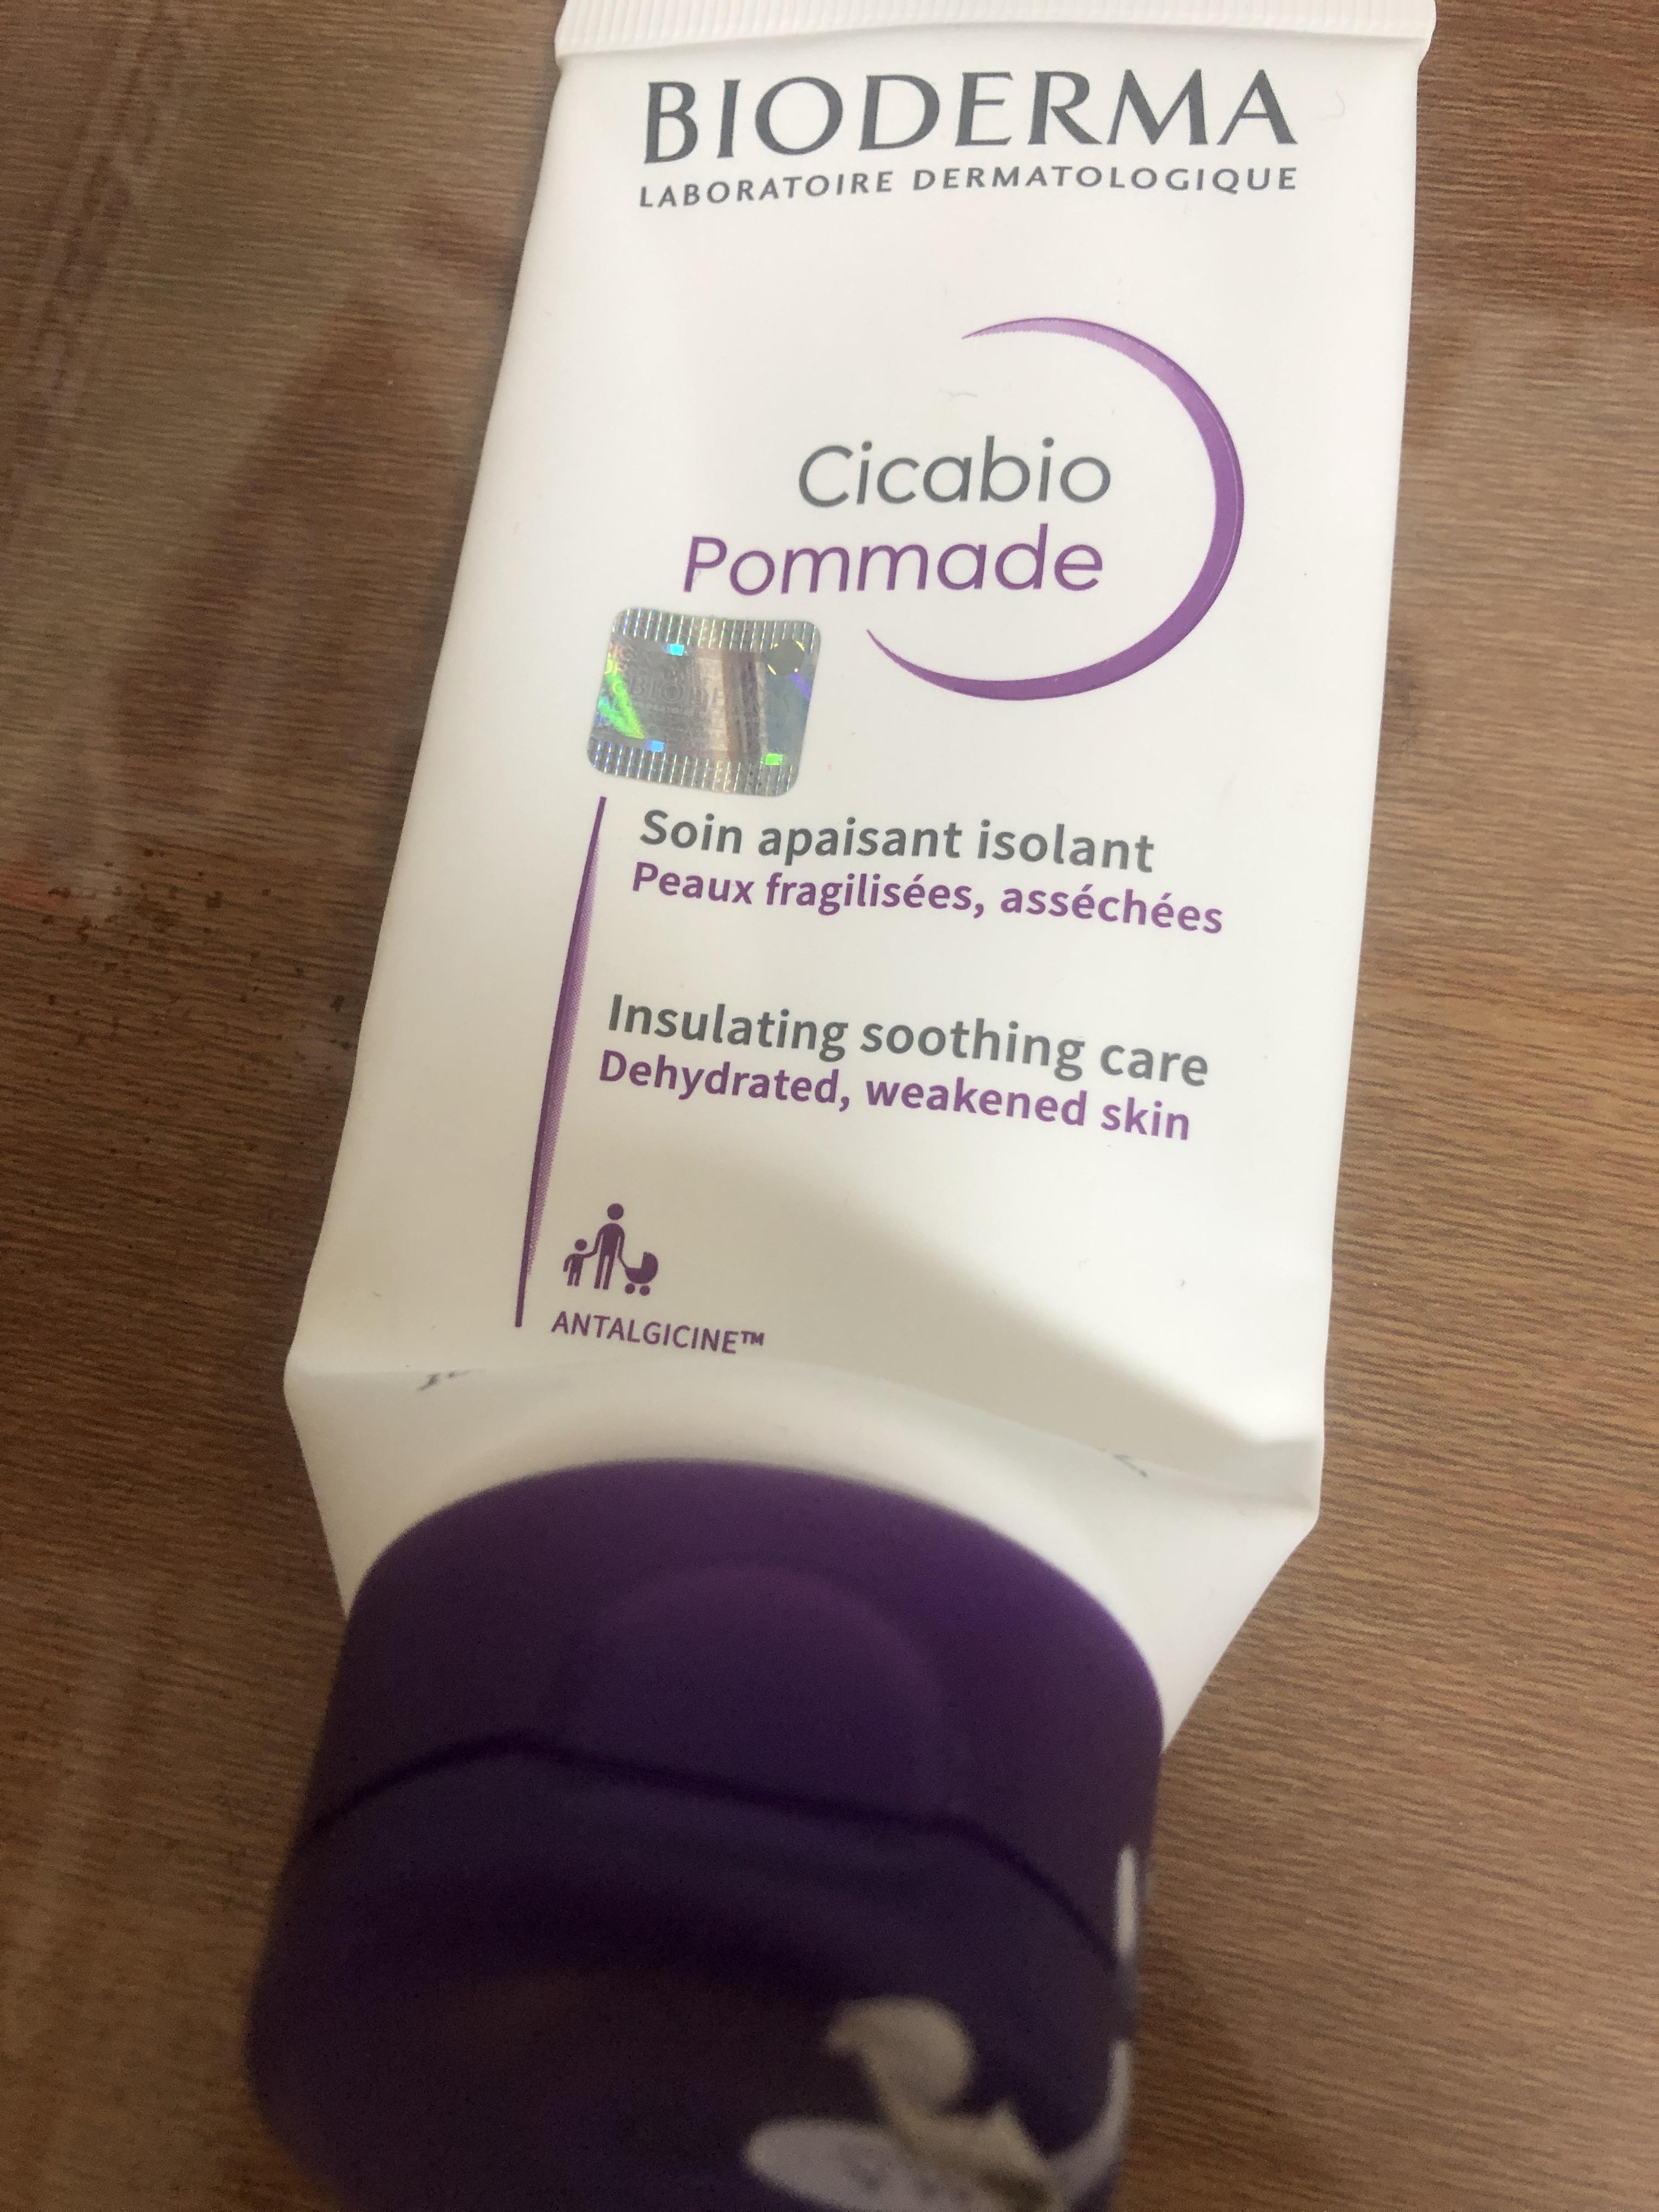 BIODERMA
LABORATOIRE DERMATOLOGIQUE
Cicabio
Pommade
Soin apaisant isolant
Peaux fragilisées, asséchées
Insulating soothing care
Dehydrated, weakened skin
ANTALGICINE™